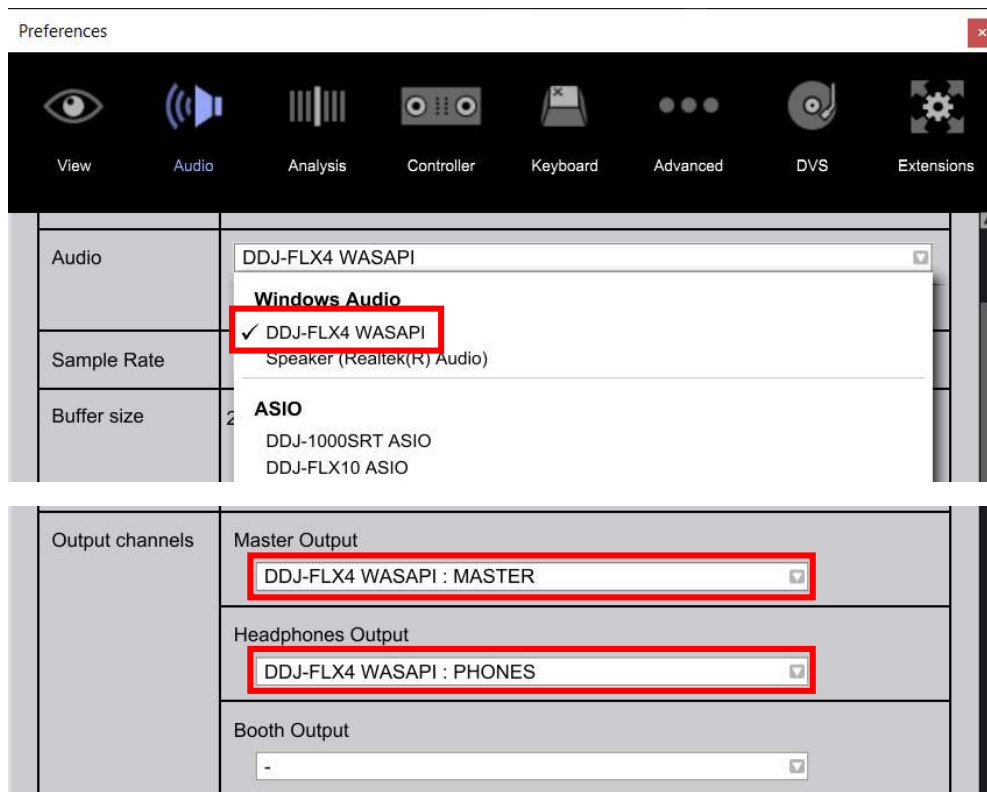 Preferences
View Audio Analysis Controller Keyboard Advanced DVS Extensions
Audio
DDJ-FLX4 WASAPI
Windows Audio
✓ DDJ-FLX4 WASAPI
Speaker (Realtek(R) Audio)
Sample Rate
ASIO
Buffer size
2
DDJ-1000SRT ASIO
DDJ-FLX10 ASIO
Output channels
Master Output
DDJ-FLX4 WASAPI : MASTER
Headphones Output
DDJ-FLX4 WASAPI : PHONES
Booth Output
-